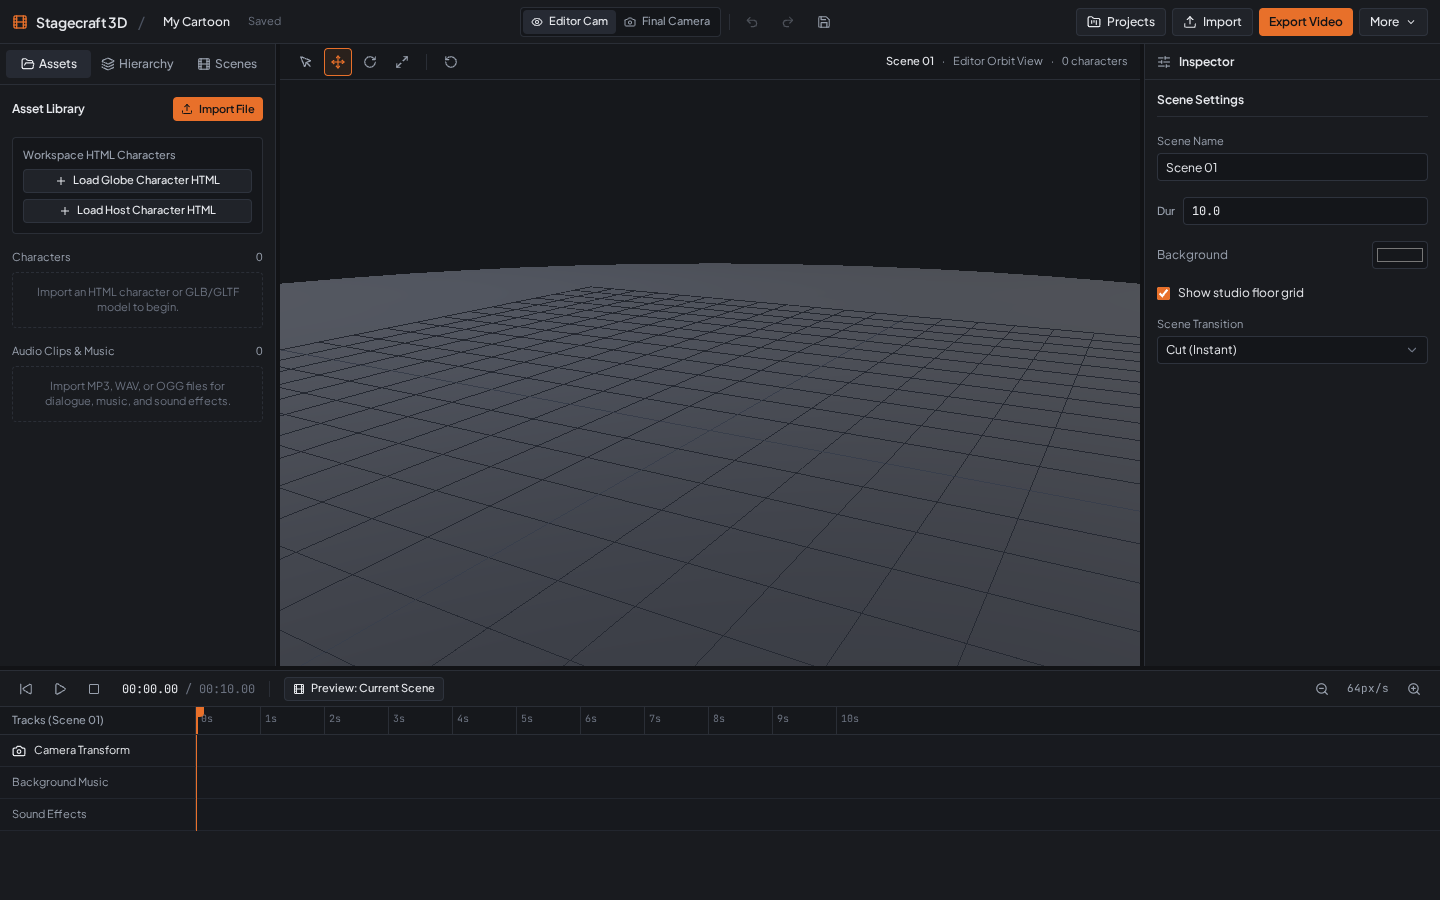 Stagecraft 3D / My Cartoon Saved
Editor Cam Final Camera
Projects Import Export Video More
Assets Hierarchy Scenes
Scene 01 · Editor Orbit View · 0 characters
Inspector
Asset Library Import File
Workspace HTML Characters
Load Globe Character HTML
Load Host Character HTML
Characters 0
Import an HTML character or GLB/GLTF
model to begin.
Audio Clips & Music 0
Import MP3, WAV, or OGG files for
dialogue, music, and sound effects.
Scene Settings
Scene Name
Scene 01
Dur 10.0
Background
Show studio floor grid
Scene Transition
Cut (Instant)
00:00.00 / 00:10.00 Preview: Current Scene 64px/s
Tracks (Scene 01) 0s 1s 2s 3s 4s 5s 6s 7s 8s 9s 10s
Camera Transform
Background Music
Sound Effects